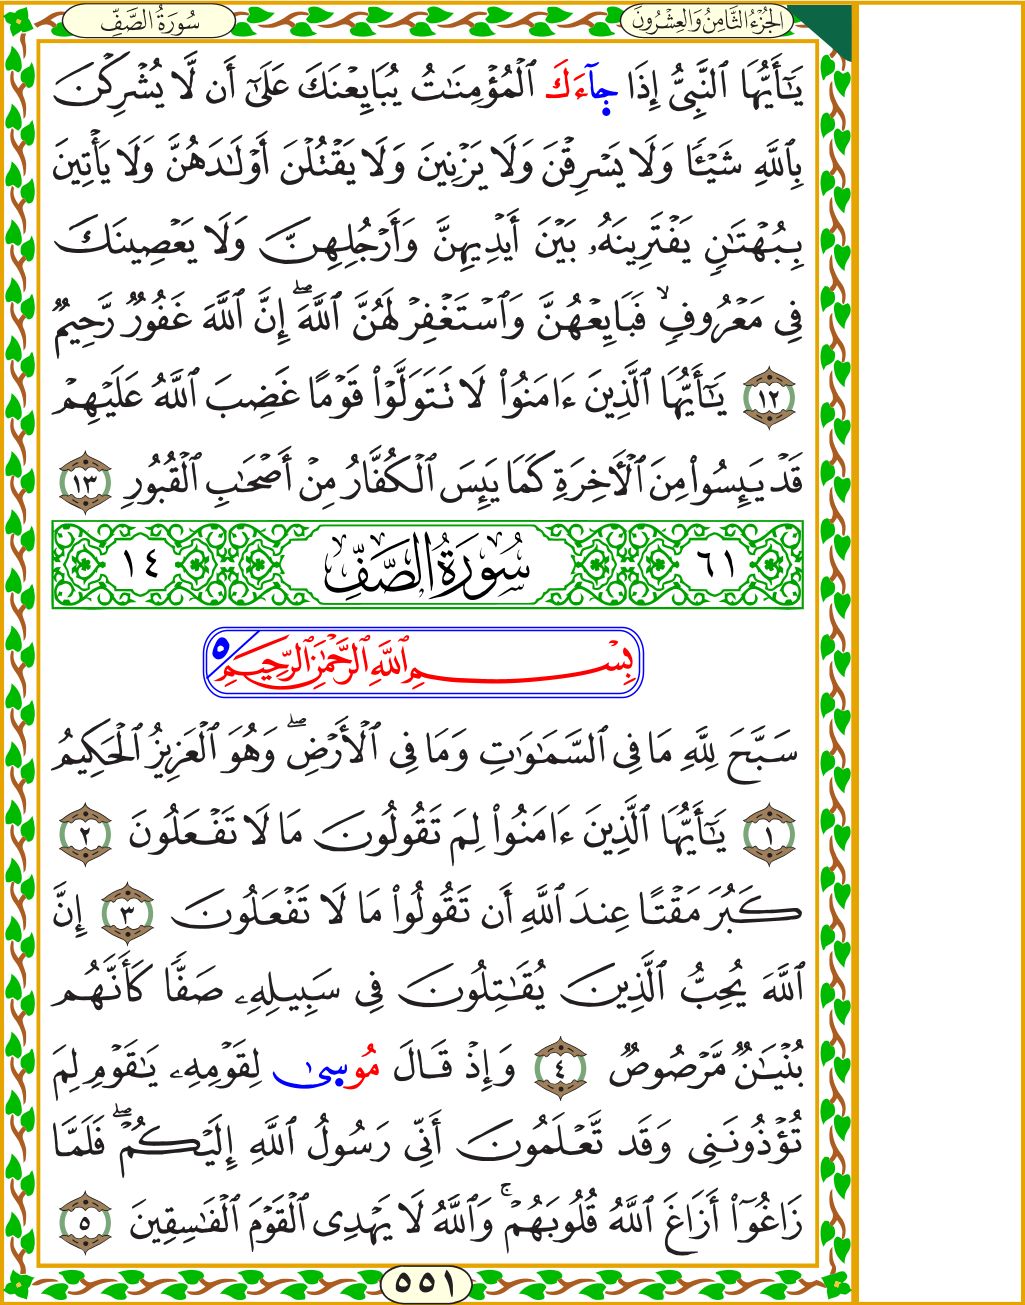 الجُزْءُ الثَّامِنُ وَالعِشْرُونَ
سُورَةُ الصَّفِّ
يَٰٓأَيُّهَا ٱلنَّبِيُّ إِذَا جَآءَكَ ٱلْمُؤْمِنَٰتُ يُبَايِعْنَكَ عَلَىٰٓ أَن لَّا يُشْرِكْنَ
بِٱللَّهِ شَيْـًٔا وَلَا يَسْرِقْنَ وَلَا يَزْنِينَ وَلَا يَقْتُلْنَ أَوْلَٰدَهُنَّ وَلَا يَأْتِينَ
بِبُهْتَٰنٍ يَفْتَرِينَهُۥ بَيْنَ أَيْدِيهِنَّ وَأَرْجُلِهِنَّ وَلَا يَعْصِينَكَ
فِى مَعْرُوفٍۙ فَبَايِعْهُنَّ وَٱسْتَغْفِرْ لَهُنَّ ٱللَّهَۖ إِنَّ ٱللَّهَ غَفُورٌ رَّحِيمٌ
١٢ يَٰٓأَيُّهَا ٱلَّذِينَ ءَامَنُوا۟ لَا تَتَوَلَّوْا۟ قَوْمًا غَضِبَ ٱللَّهُ عَلَيْهِمْ
قَدْ يَئِسُوا۟ مِنَ ٱلْءَاخِرَةِ كَمَا يَئِسَ ٱلْكُفَّارُ مِنْ أَصْحَٰبِ ٱلْقُبُورِ ١٣
٦١ سُورَةُ الصَّفِّ ١٤
بِسْمِ ٱللَّهِ ٱلرَّحْمَٰنِ ٱلرَّحِيمِ ٥
سَبَّحَ لِلَّهِ مَا فِى ٱلسَّمَٰوَٰتِ وَمَا فِى ٱلْأَرْضِۖ وَهُوَ ٱلْعَزِيزُ ٱلْحَكِيمُ
١ يَٰٓأَيُّهَا ٱلَّذِينَ ءَامَنُوا۟ لِمَ تَقُولُونَ مَا لَا تَفْعَلُونَ ٢
كَبُرَ مَقْتًا عِندَ ٱللَّهِ أَن تَقُولُوا۟ مَا لَا تَفْعَلُونَ ٣ إِنَّ
ٱللَّهَ يُحِبُّ ٱلَّذِينَ يُقَٰتِلُونَ فِى سَبِيلِهِۦ صَفًّا كَأَنَّهُم
بُنْيَٰنٌ مَّرْصُوصٌ ٤ وَإِذْ قَالَ مُوسَىٰ لِقَوْمِهِۦ يَٰقَوْمِ لِمَ
تُؤْذُونَنِى وَقَد تَّعْلَمُونَ أَنِّى رَسُولُ ٱللَّهِ إِلَيْكُمْۖ فَلَمَّا
زَاغُوٓا۟ أَزَاغَ ٱللَّهُ قُلُوبَهُمْۚ وَٱللَّهُ لَا يَهْدِى ٱلْقَوْمَ ٱلْفَٰسِقِينَ ٥
٥٥١